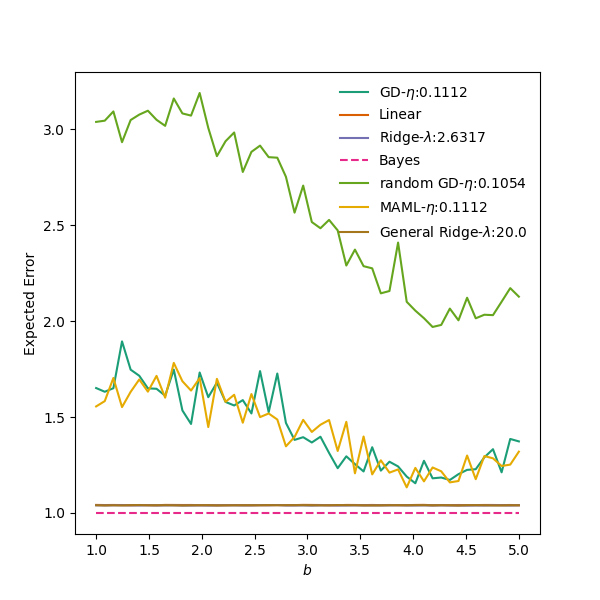 GD-η:0.1112
Linear
Ridge-λ:2.6317
Bayes
random GD-η:0.1054
MAML-η:0.1112
General Ridge-λ:20.0
Expected Error
3.0
2.5
2.0
1.5
1.0
1.0 1.5 2.0 2.5 3.0 3.5 4.0 4.5 5.0
b